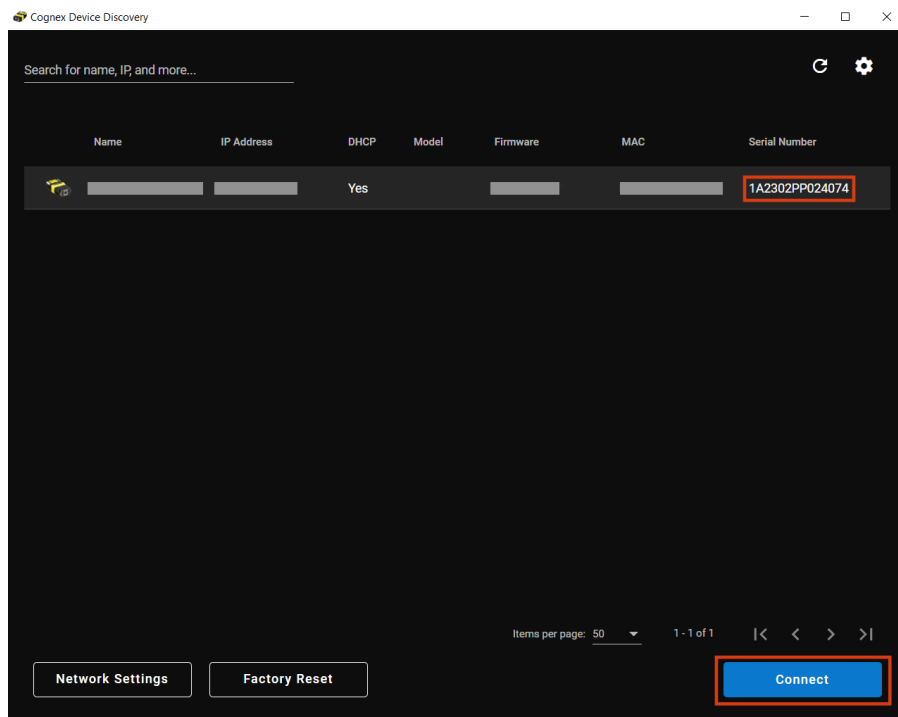 Cognex Device Discovery
Search for name, IP, and more...
Name IP Address DHCP Model Firmware MAC Serial Number
Yes 1A2302PP024074
Items per page: 50 1 - 1 of 1
Network Settings Factory Reset Connect